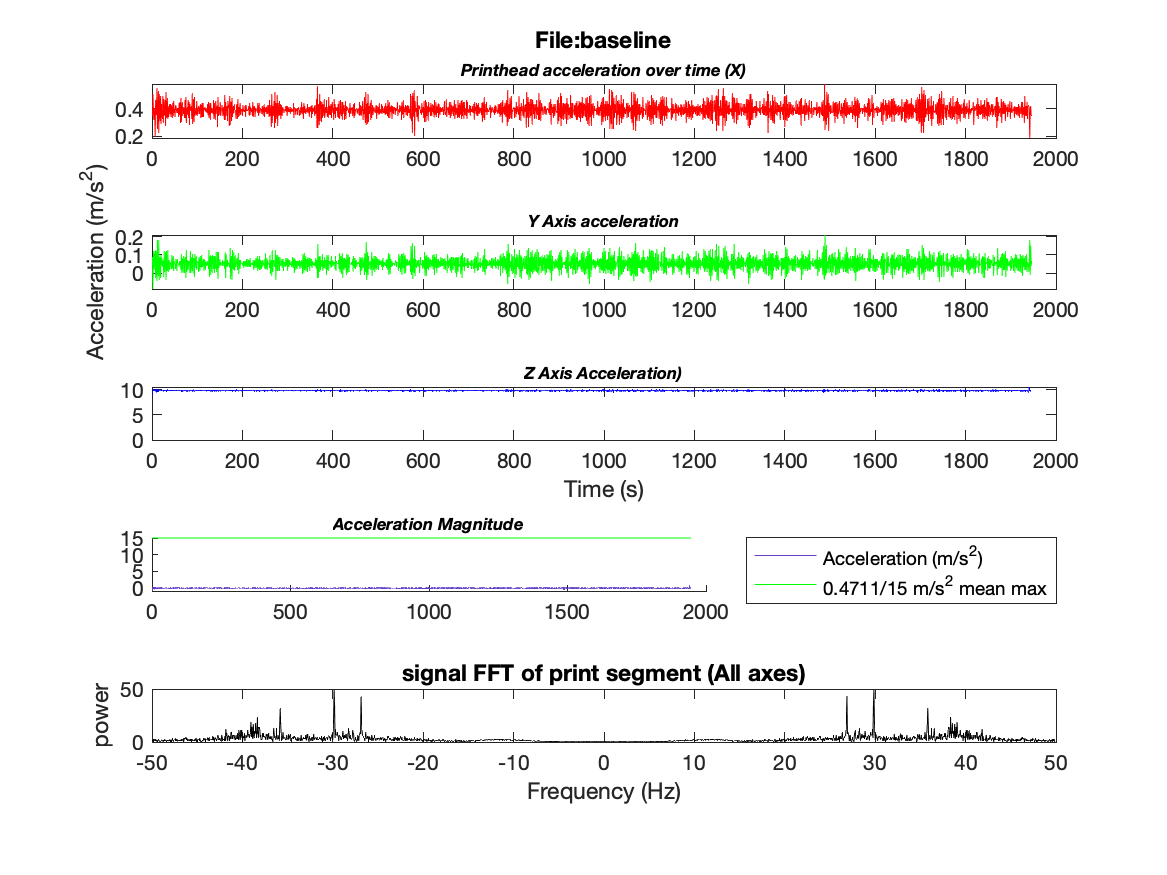 File:baseline
Printhead acceleration over time (X)
0.4
0.2
0 200 400 600 800 1000 1200 1400 1600 1800 2000
Acceleration (m/s2)
Y Axis acceleration
0.2
0.1
0
0 200 400 600 800 1000 1200 1400 1600 1800 2000
Z Axis Acceleration)
10
5
0
0 200 400 600 800 1000 1200 1400 1600 1800 2000
Time (s)
Acceleration Magnitude
15
10
5
0
0 500 1000 1500 2000
Acceleration (m/s2)
0.4711/15 m/s2 mean max
signal FFT of print segment (All axes)
power
50
0
-50 -40 -30 -20 -10 0 10 20 30 40 50
Frequency (Hz)